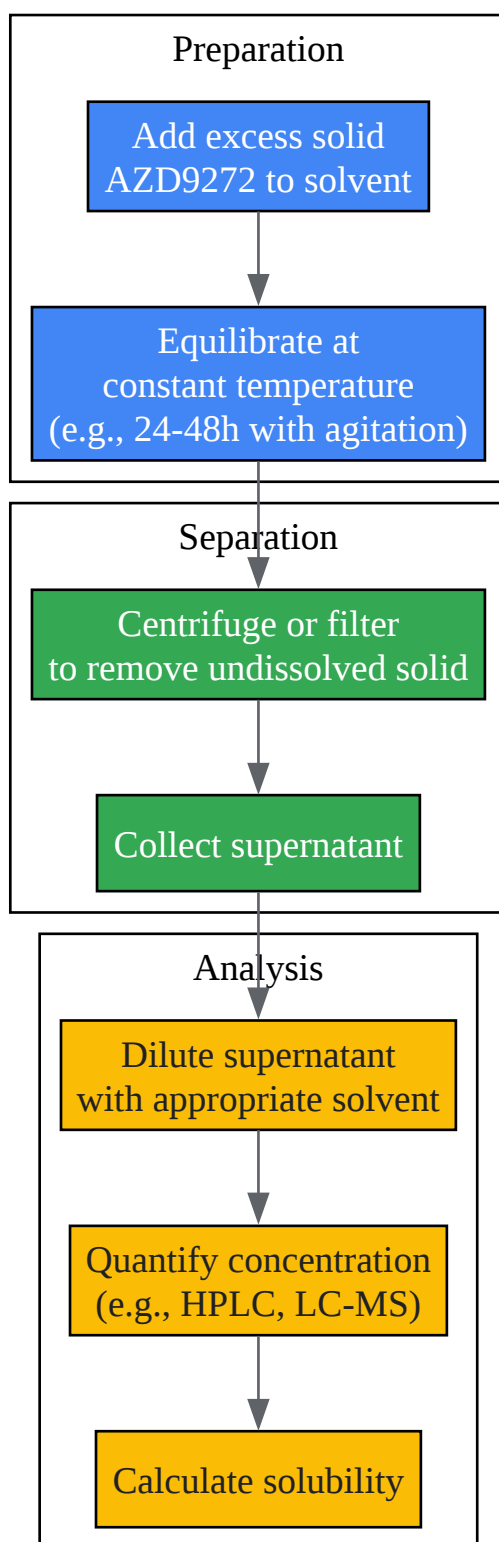 Preparation
Add excess solid
AZD9272 to solvent
Equilibrate at
constant temperature
(e.g., 24-48h with agitation)
Separation
Centrifuge or filter
to remove undissolved solid
Collect supernatant
Analysis
Dilute supernatant
with appropriate solvent
Quantify concentration
(e.g., HPLC, LC-MS)
Calculate solubility